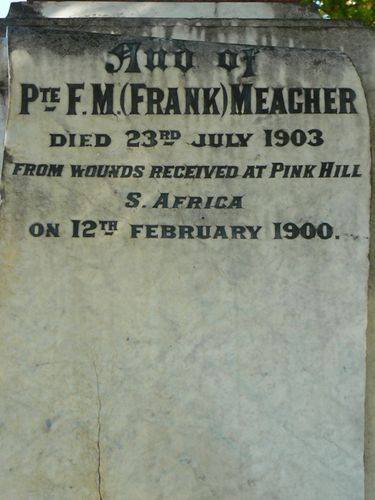 And of
PTE F.M.(FRANK) MEAGHER
DIED 23RD JULY 1903
FROM WOUNDS RECEIVED AT PINK HILL
S. AFRICA
ON 12TH FEBRUARY 1900.